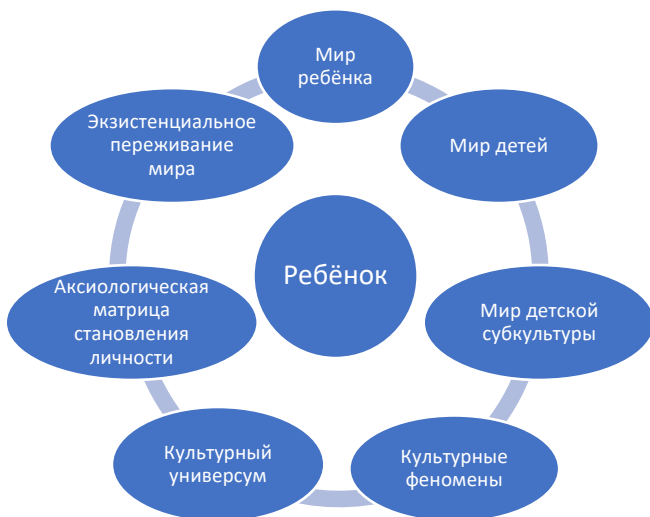 Мир
ребёнка
Мир детей
Мир детской
субкультуры
Культурные
феномены
Культурный
универсум
Аксиологическая
матрица
становления
личности
Экзистенциальное
переживание
мира
Ребёнок